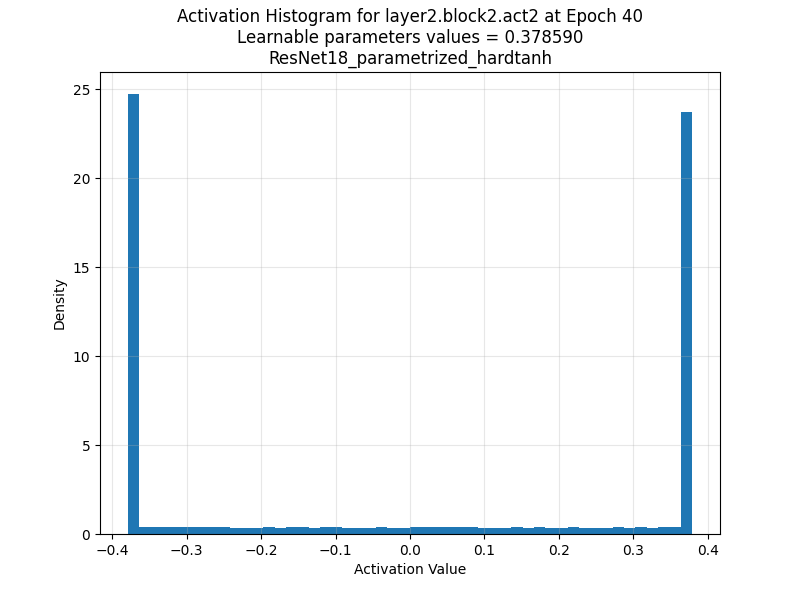 Activation Histogram for layer2.block2.act2 at Epoch 40
Learnable parameters values = 0.378590
ResNet18_parametrized_hardtanh
25
20
15
10
5
0
Density
−0.4 −0.3 −0.2 −0.1 0.0 0.1 0.2 0.3 0.4
Activation Value